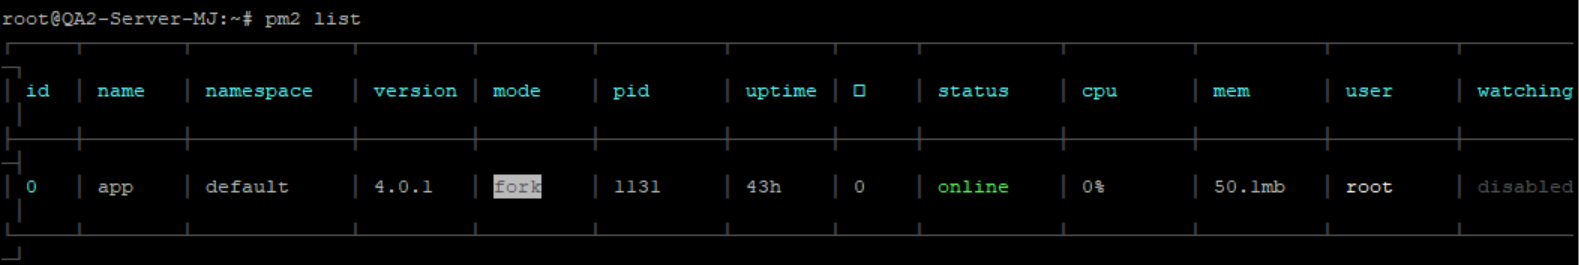 root@QA2-Server-MJ:~# pm2 list
id name namespace version mode pid uptime □ status cpu mem user watching
0 app default 4.0.1 fork 1131 43h 0 online 0% 50.1mb root disabled